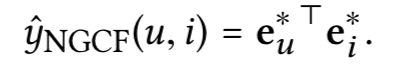 ŷ_NGCF(u, i) = e*_u^⊤ e*_i.